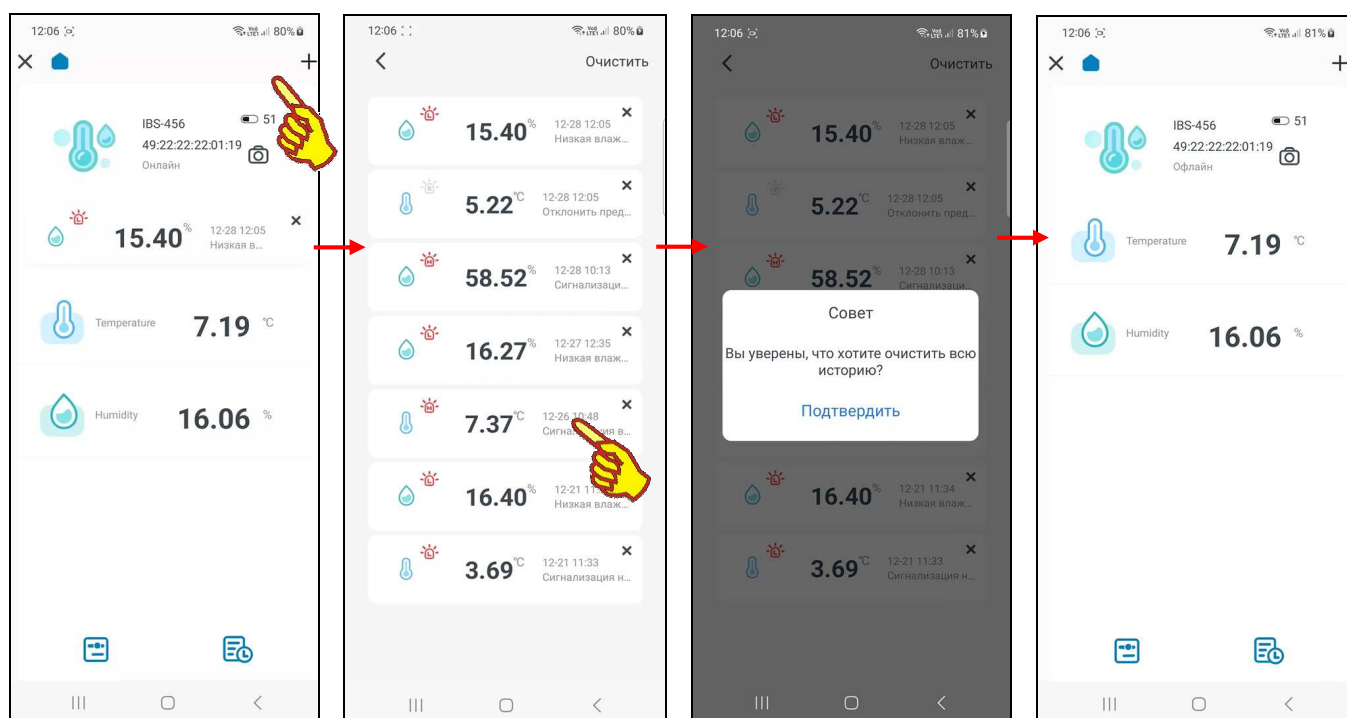 12:06
80%
IBS-456
51
49:22:22:22:01:19
Онлайн
15.40 %
12-28 12:05
Низкая в...
Temperature 7.19 °C
Humidity 16.06 %
12:06
80%
Очистить
15.40 %
12-28 12:05
Низкая влаж...
5.22 °C
12-28 12:05
Отклонить пред...
58.52 %
12-28 10:13
Сигнализаци...
16.27 %
12-27 12:35
Низкая влаж...
7.37 °C
12-26 10:48
16.40 %
12-21
Низкая влаж...
3.69 °C
12-21 11:33
Сигнализация н...
12:06
81%
Очистить
15.40 %
12-28 12:05
Низкая влаж...
5.22 °C
12-28 12:05
Отклонить пред...
58.52 %
12-28 10:13
Сигнализаци...
Совет
Вы уверены, что хотите очистить всю
историю?
Подтвердить
16.40 %
12-21 11:34
Низкая влаж...
3.69 °C
12-21 11:33
Сигнализация н...
12:06
81%
IBS-456
51
49:22:22:22:01:19
Офлайн
Temperature 7.19 °C
Humidity 16.06 %